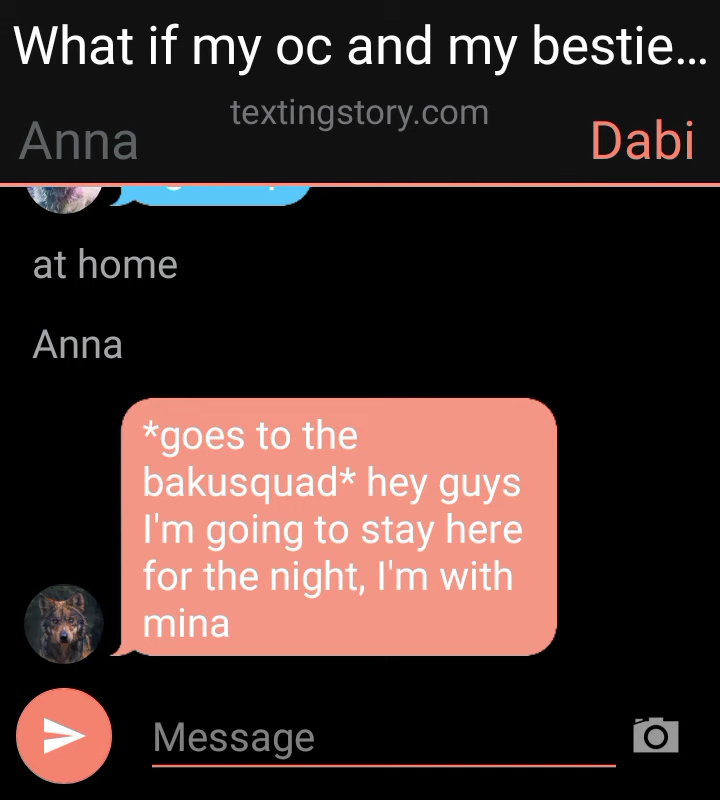 What if my oc and my bestie...
textingstory.com
Anna
Dabi
at home
Anna
*goes to the
bakusquad* hey guys
I'm going to stay here
for the night, I'm with
mina
Message